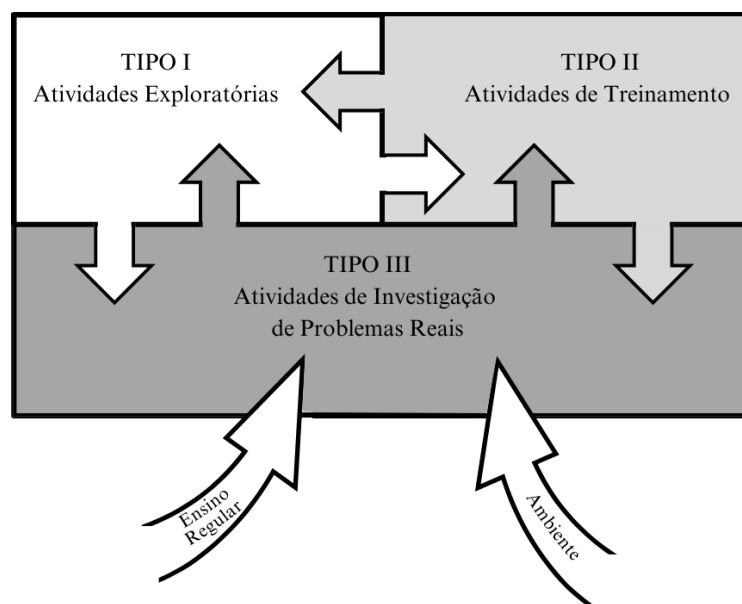 TIPO I
Atividades Exploratórias
TIPO II
Atividades de Treinamento
TIPO III
Atividades de Investigação
de Problemas Reais
Ensino
Regular
Ambiente